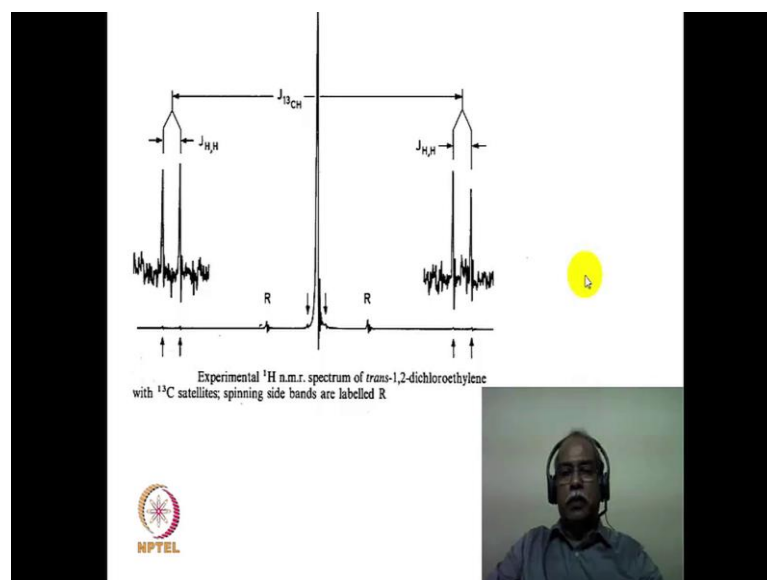 J13CH
JH,H
JH,H
R
R
Experimental 1H n.m.r. spectrum of trans-1,2-dichloroethylene
with 13C satellites; spinning side bands are labelled R
NPTEL